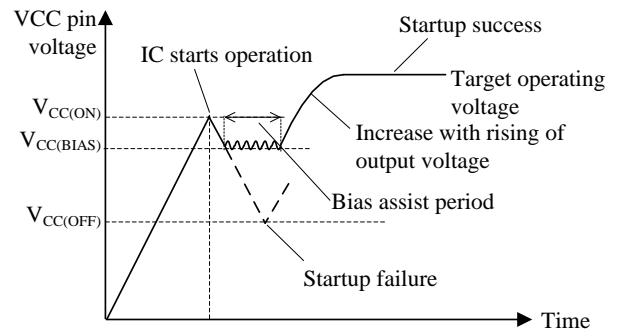 VCC pin
voltage
Startup success
IC starts operation
Target operating
voltage
VCC(ON)
Increase with rising of
output voltage
VCC(BIAS)
Bias assist period
VCC(OFF)
Startup failure
Time